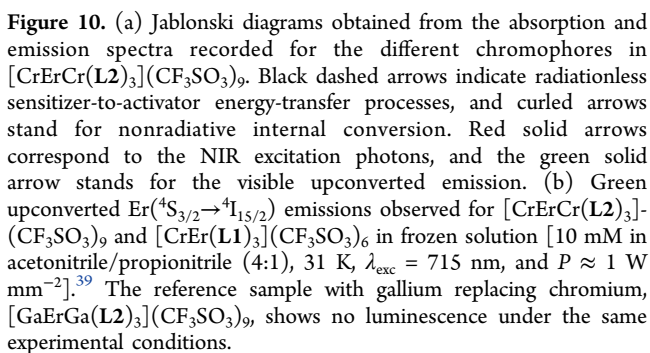 Figure 10. (a) Jablonski diagrams obtained from the absorption and
emission spectra recorded for the different chromophores in
[CrErCr(L2)₃](CF₃SO₃)₉. Black dashed arrows indicate radiationless
sensitizer-to-activator energy-transfer processes, and curled arrows
stand for nonradiative internal conversion. Red solid arrows
correspond to the NIR excitation photons, and the green solid
arrow stands for the visible upconverted emission. (b) Green
upconverted Er(⁴S₃/₂→⁴I₁₅/₂) emissions observed for [CrErCr(L2)₃]-
(CF₃SO₃)₉ and [CrEr(L1)₃](CF₃SO₃)₆ in frozen solution [10 mM in
acetonitrile/propionitrile (4:1), 31 K, λexc = 715 nm, and P ≈ 1 W
mm⁻²].³⁹ The reference sample with gallium replacing chromium,
[GaErGa(L2)₃](CF₃SO₃)₉, shows no luminescence under the same
experimental conditions.